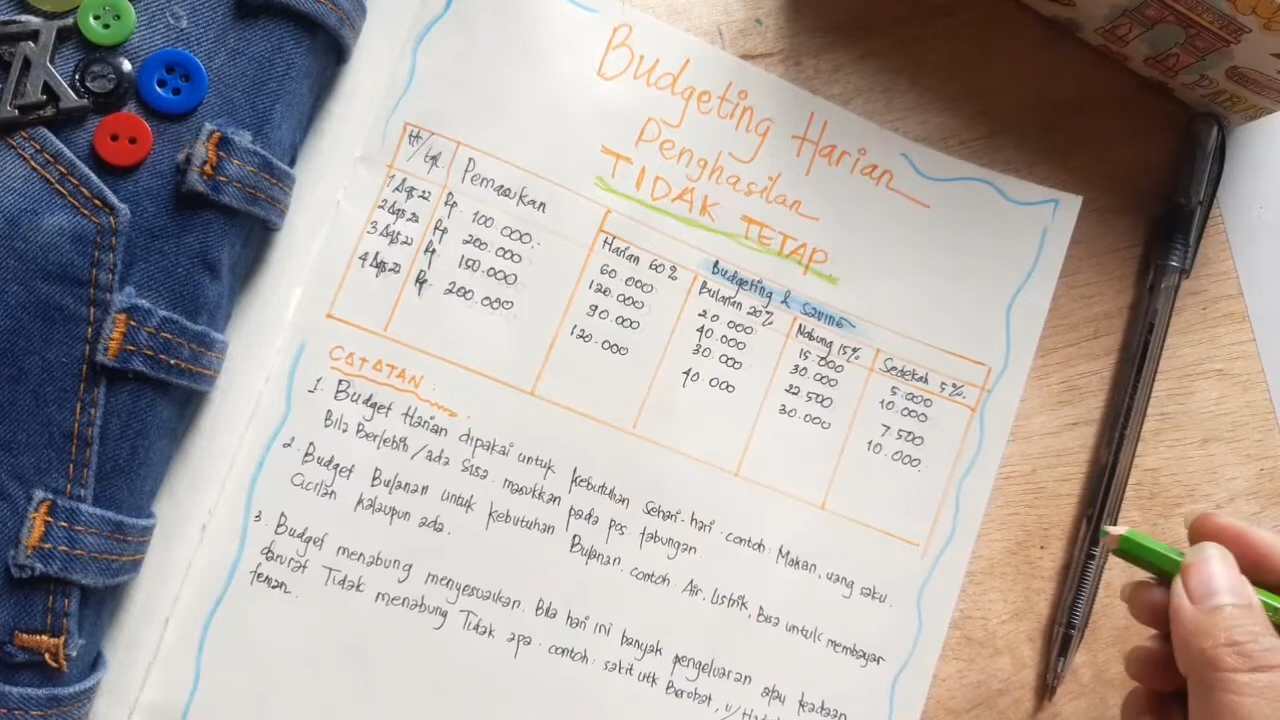 Budgeting Harian
Penghasilan
TIDAK TETAP
H/tgl. Pemasukan Budgeting & Saving
Harian 60% Bulanan 20% Nabung 15% Sedekah 5%.
1 Ags 22 Rp. 100.000. 60.000 20.000 15.000 5.000
2 Ags 22 Rp 200.000 120.000 40.000 30.000 10.000
3 Ags 22 Rp 150.000 90.000 30.000 22.500 7.500
4 Ags 22 Rp. 200.000 120.000 40.000 30.000 10.000.
CATATAN.
1. Budget Harian dipakai untuk kebutuhan sehari-hari. contoh: Makan, uang saku.
Bila Berlebih/ada sisa. masukkan pada pos tabungan.
2. Budget Bulanan untuk kebutuhan Bulanan. contoh. Air, listrik, Bisa untuk membayar
cicilan kalaupun ada.
3. Budget menabung menyesuaikan. Bila hari ini banyak pengeluaran atau keadaan
darurat Tidak menabung Tidak apa. contoh: sakit utk Berobat, u/
teman.
PARIS